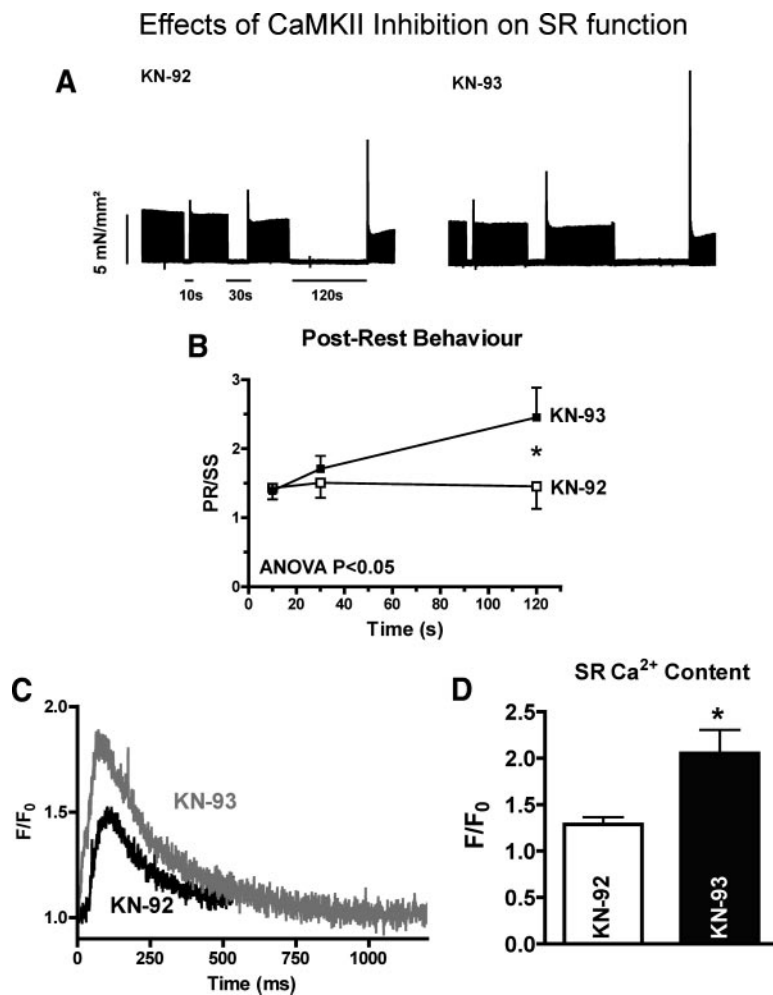 Effects of CaMKII Inhibition on SR function
A
KN-92
KN-93
5 mN/mm²
10s
30s
120s
B
Post-Rest Behaviour
3
2
1
0
PR/SS
KN-93
*
KN-92
ANOVA P<0.05
0 20 40 60 80 100 120
Time (s)
C
2.0
1.5
1.0
F/F0
KN-93
KN-92
0 250 500 750 1000
Time (ms)
D
SR Ca²⁺ Content
2.5
2.0
1.5
1.0
0.5
0.0
F/F₀
*
KN-92
KN-93